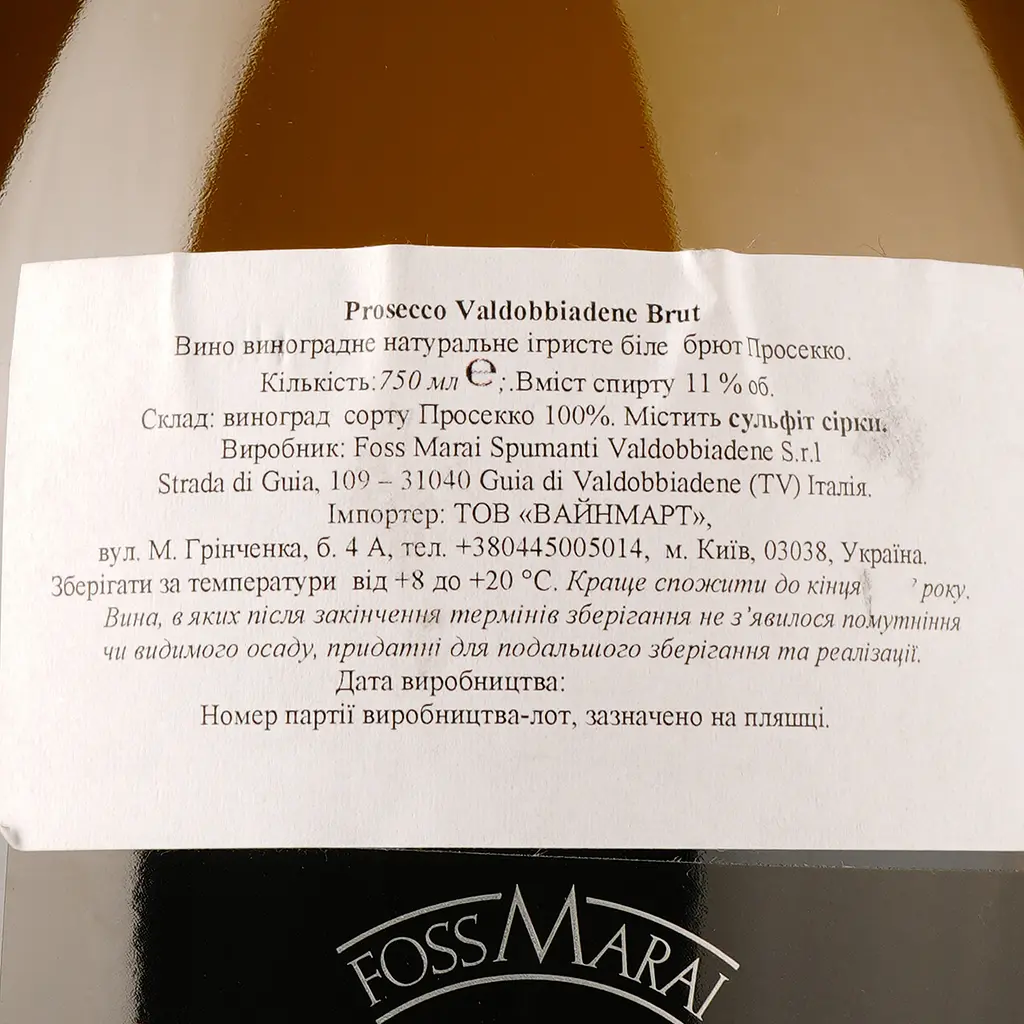 Prosecco Valdobbiadene Brut
Вино виноградне натуральне ігристе біле брют Просекко.
Кількість: 750 мл ℮ ;.Вміст спирту 11 % об.
Склад: виноград сорту Просекко 100%. Містить сульфіт сірки.
Виробник: Foss Marai Spumanti Valdobbiadene S.r.l
Strada di Guia, 109 – 31040 Guia di Valdobbiadene (TV) Італія.
Імпортер: ТОВ «ВАЙНМАРТ»,
вул. М. Грінченка, б. 4 А, тел. +380445005014, м. Київ, 03038, Україна.
Зберігати за температури від +8 до +20 °С. Краще спожити до кінця року.
Вина, в яких після закінчення термінів зберігання не з’явилося помутніння
чи видимого осаду, придатні для подальшого зберігання та реалізації.
Дата виробництва:
Номер партії виробництва-лот, зазначено на пляшці.
FOSS MARAI